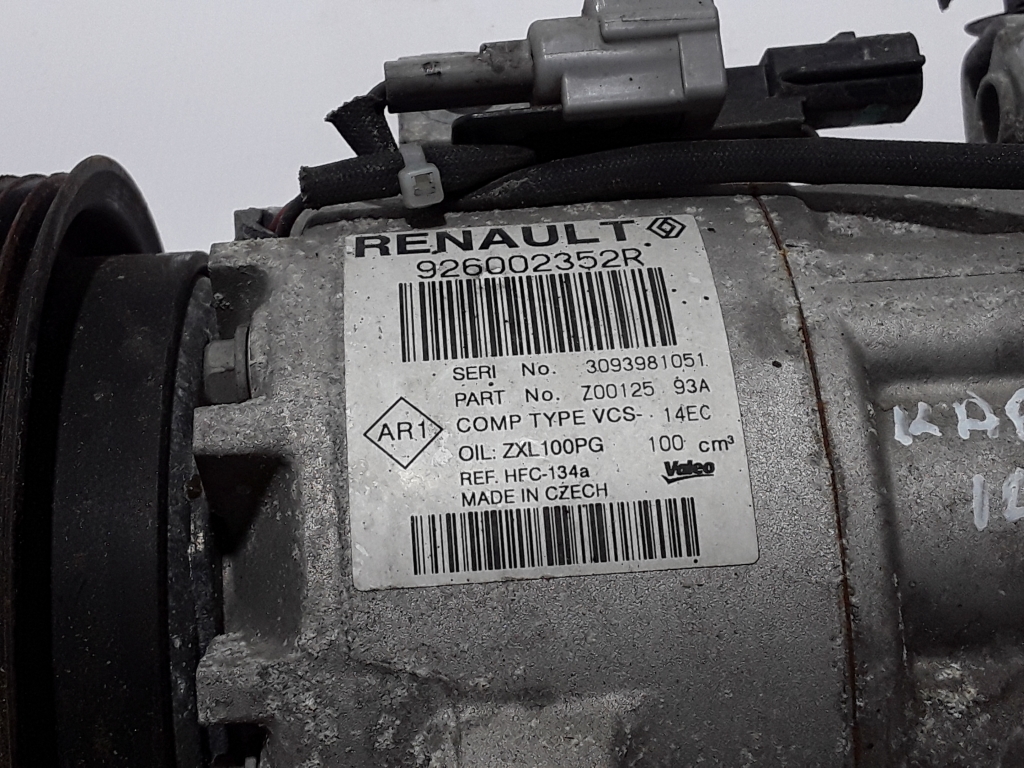 RENAULT
926002352R
SERI No. 3093981051
PART No. Z00125 93A
COMP TYPE VCS- 14EC
OIL: ZXL100PG 100 cm³
REF. HFC-134a
MADE IN CZECH
Valeo
AR1